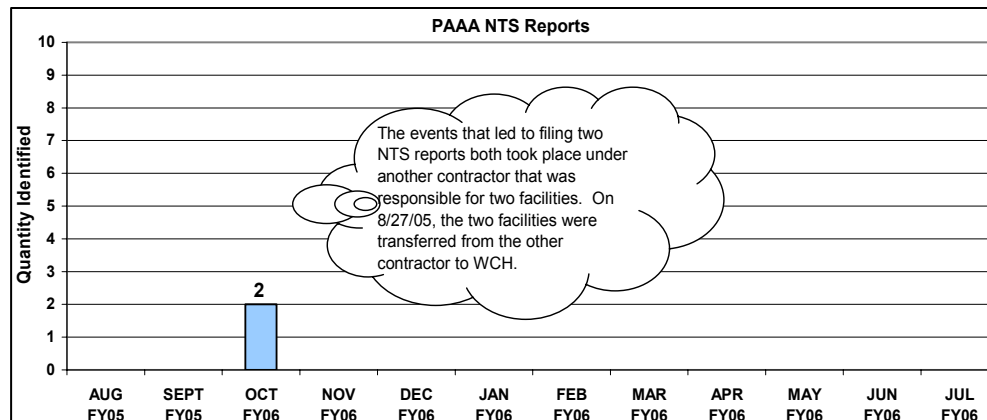 PAAA NTS Reports
Quantity Identified
10
9
8
7
6
5
4
3
2
1
0
The events that led to filing two
NTS reports both took place under
another contractor that was
responsible for two facilities.  On
8/27/05, the two facilities were
transferred from the other
contractor to WCH.
2
AUG SEPT OCT NOV DEC JAN FEB MAR APR MAY JUN JUL
FY05 FY05 FY06 FY06 FY06 FY06 FY06 FY06 FY06 FY06 FY06 FY06